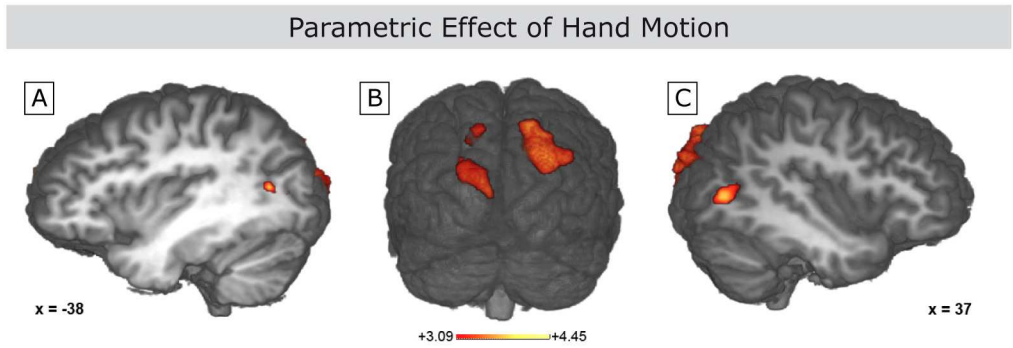 Parametric Effect of Hand Motion
A
B
C
x = -38
x = 37
+3.09
+4.45